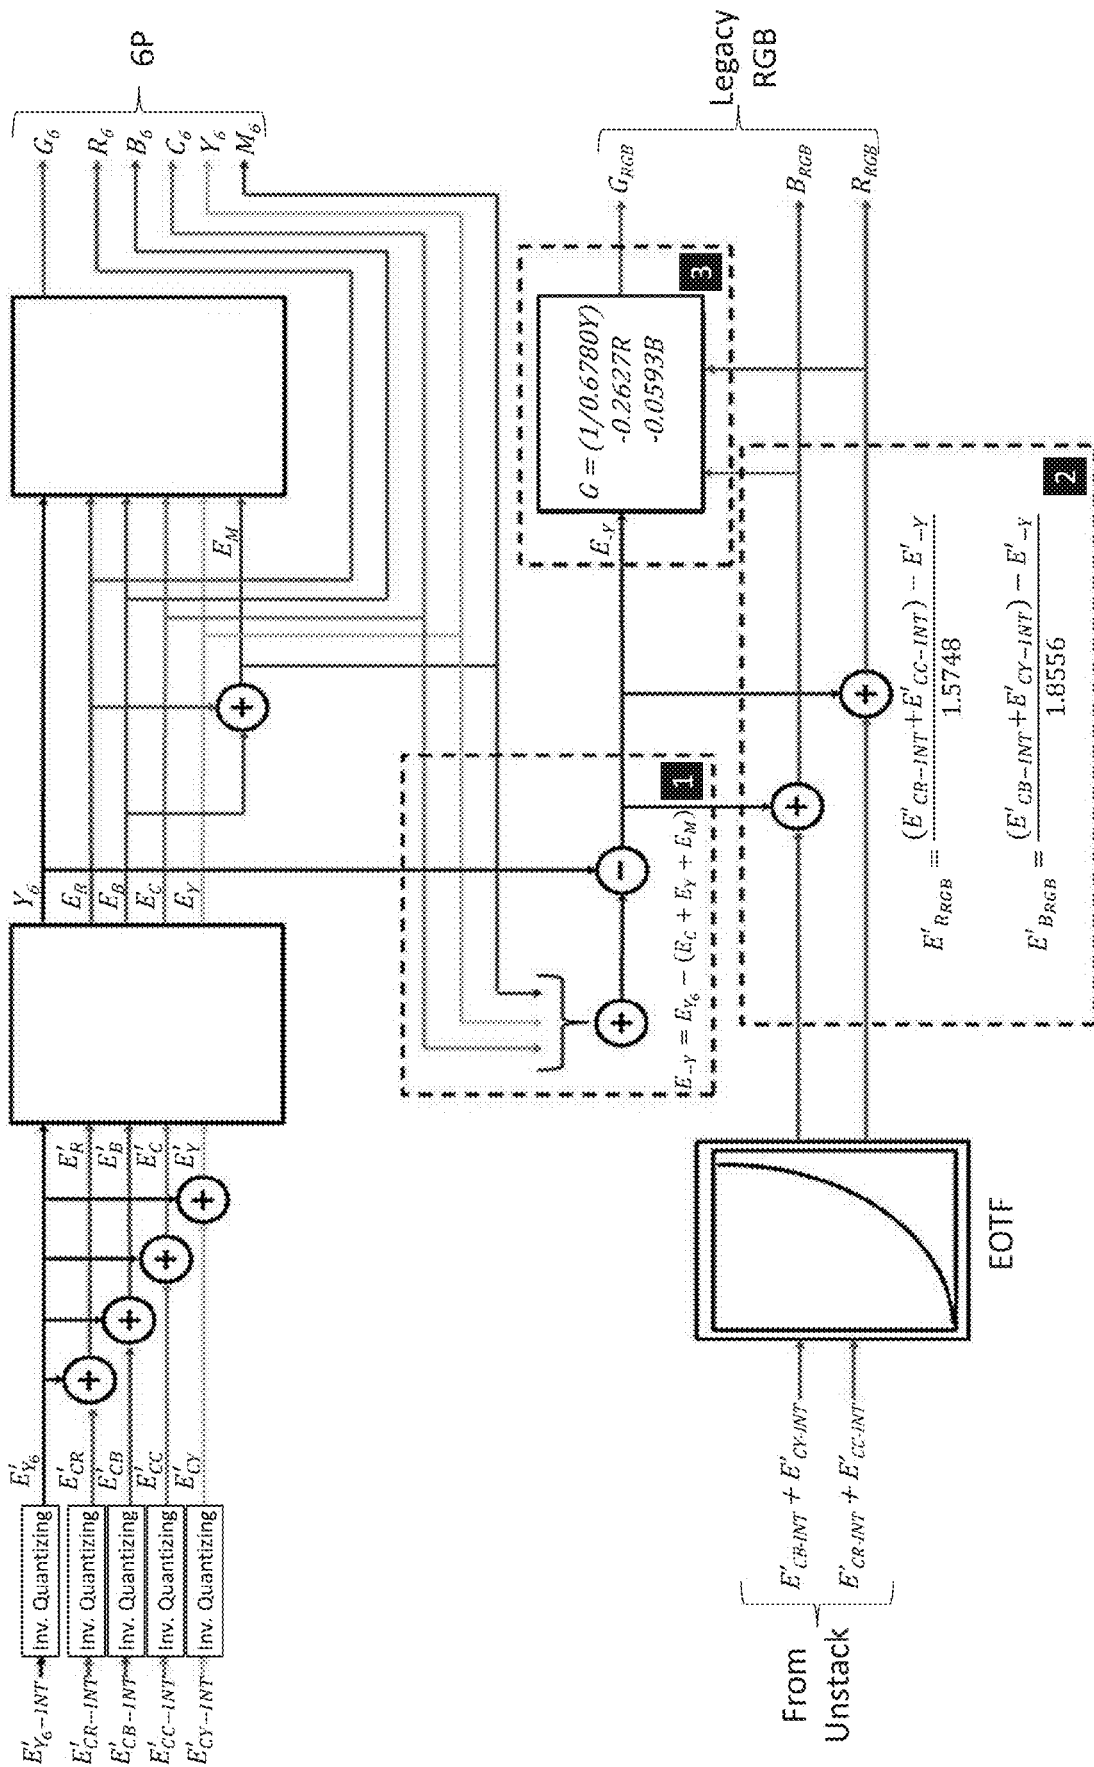 E'Y6-INT
E'CR-INT
E'CB-INT
E'CC-INT
E'CY-INT
Inv. Quantizing
Inv. Quantizing
Inv. Quantizing
Inv. Quantizing
Inv. Quantizing
E'Y6
E'CR
E'CB
E'CC
E'CY
+
+
+
+
E'R
E'B
E'C
E'Y
Y6
ER
EB
EC
EY
+
EM
G6
R6
B6
C6
Y6
M6
6P
+
-
E-Y = EY6 - (EC + EY + EM)
1
E-Y
G = (1/0.6780Y)
-0.2627R
-0.0593B
3
GRGB
BRGB
RRGB
Legacy
RGB
From
Unstack
E'CB-INT + E'CY-INT
E'CR-INT + E'CC-INT
EOTF
+
+
E'RRGB = (E'CR-INT+E'CC-INT) - E'-Y
1.5748
E'BRGB = (E'CB-INT+E'CY-INT) - E'-Y
1.8556
2